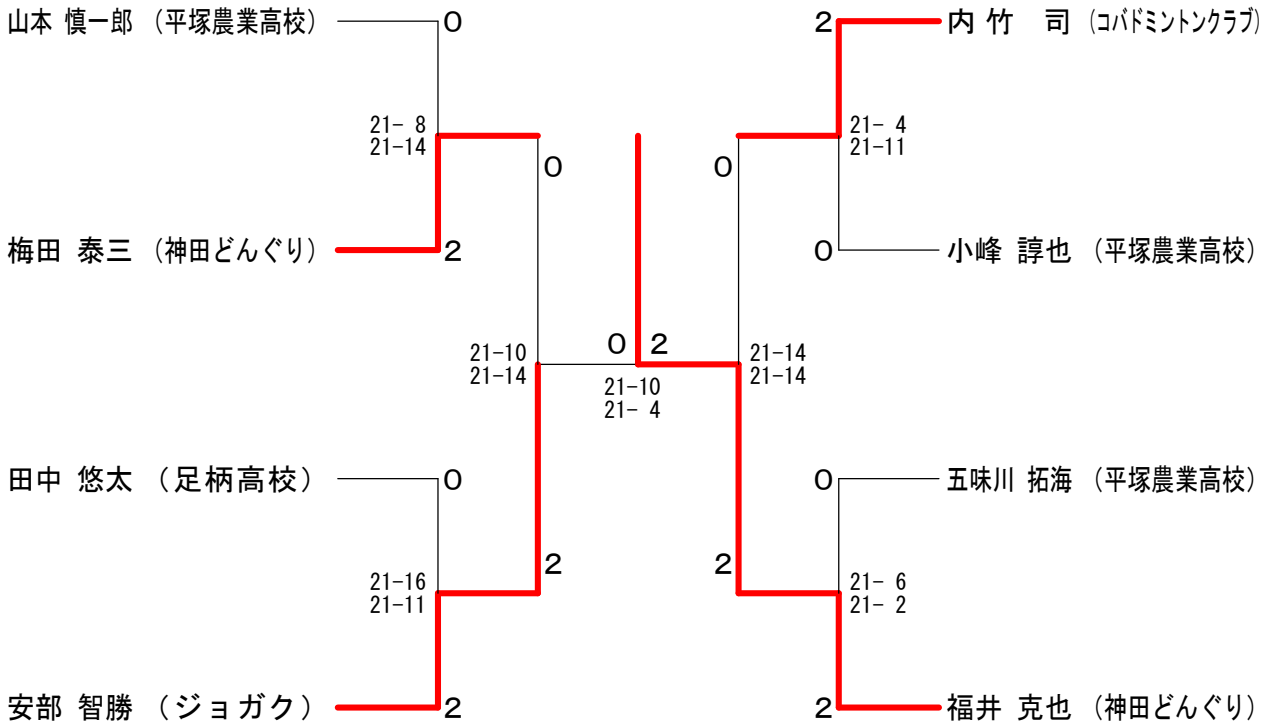 山本 慎一郎 （平塚農業高校） 0
2 内 竹　司 （コバドミントンクラブ）
21- 8
21-14
21- 4
21-11
0
0
梅田 泰三 （神田どんぐり） 2
0 小峰 諄也 （平塚農業高校）
21-10
21-14
0 2
21-10
21- 4
21-14
21-14
田中 悠太 （足柄高校） 0
0 五味川 拓海 （平塚農業高校）
2
2
21-16
21-11
21- 6
21- 2
安部 智勝 （ジョガク） 2
2 福井 克也 （神田どんぐり）